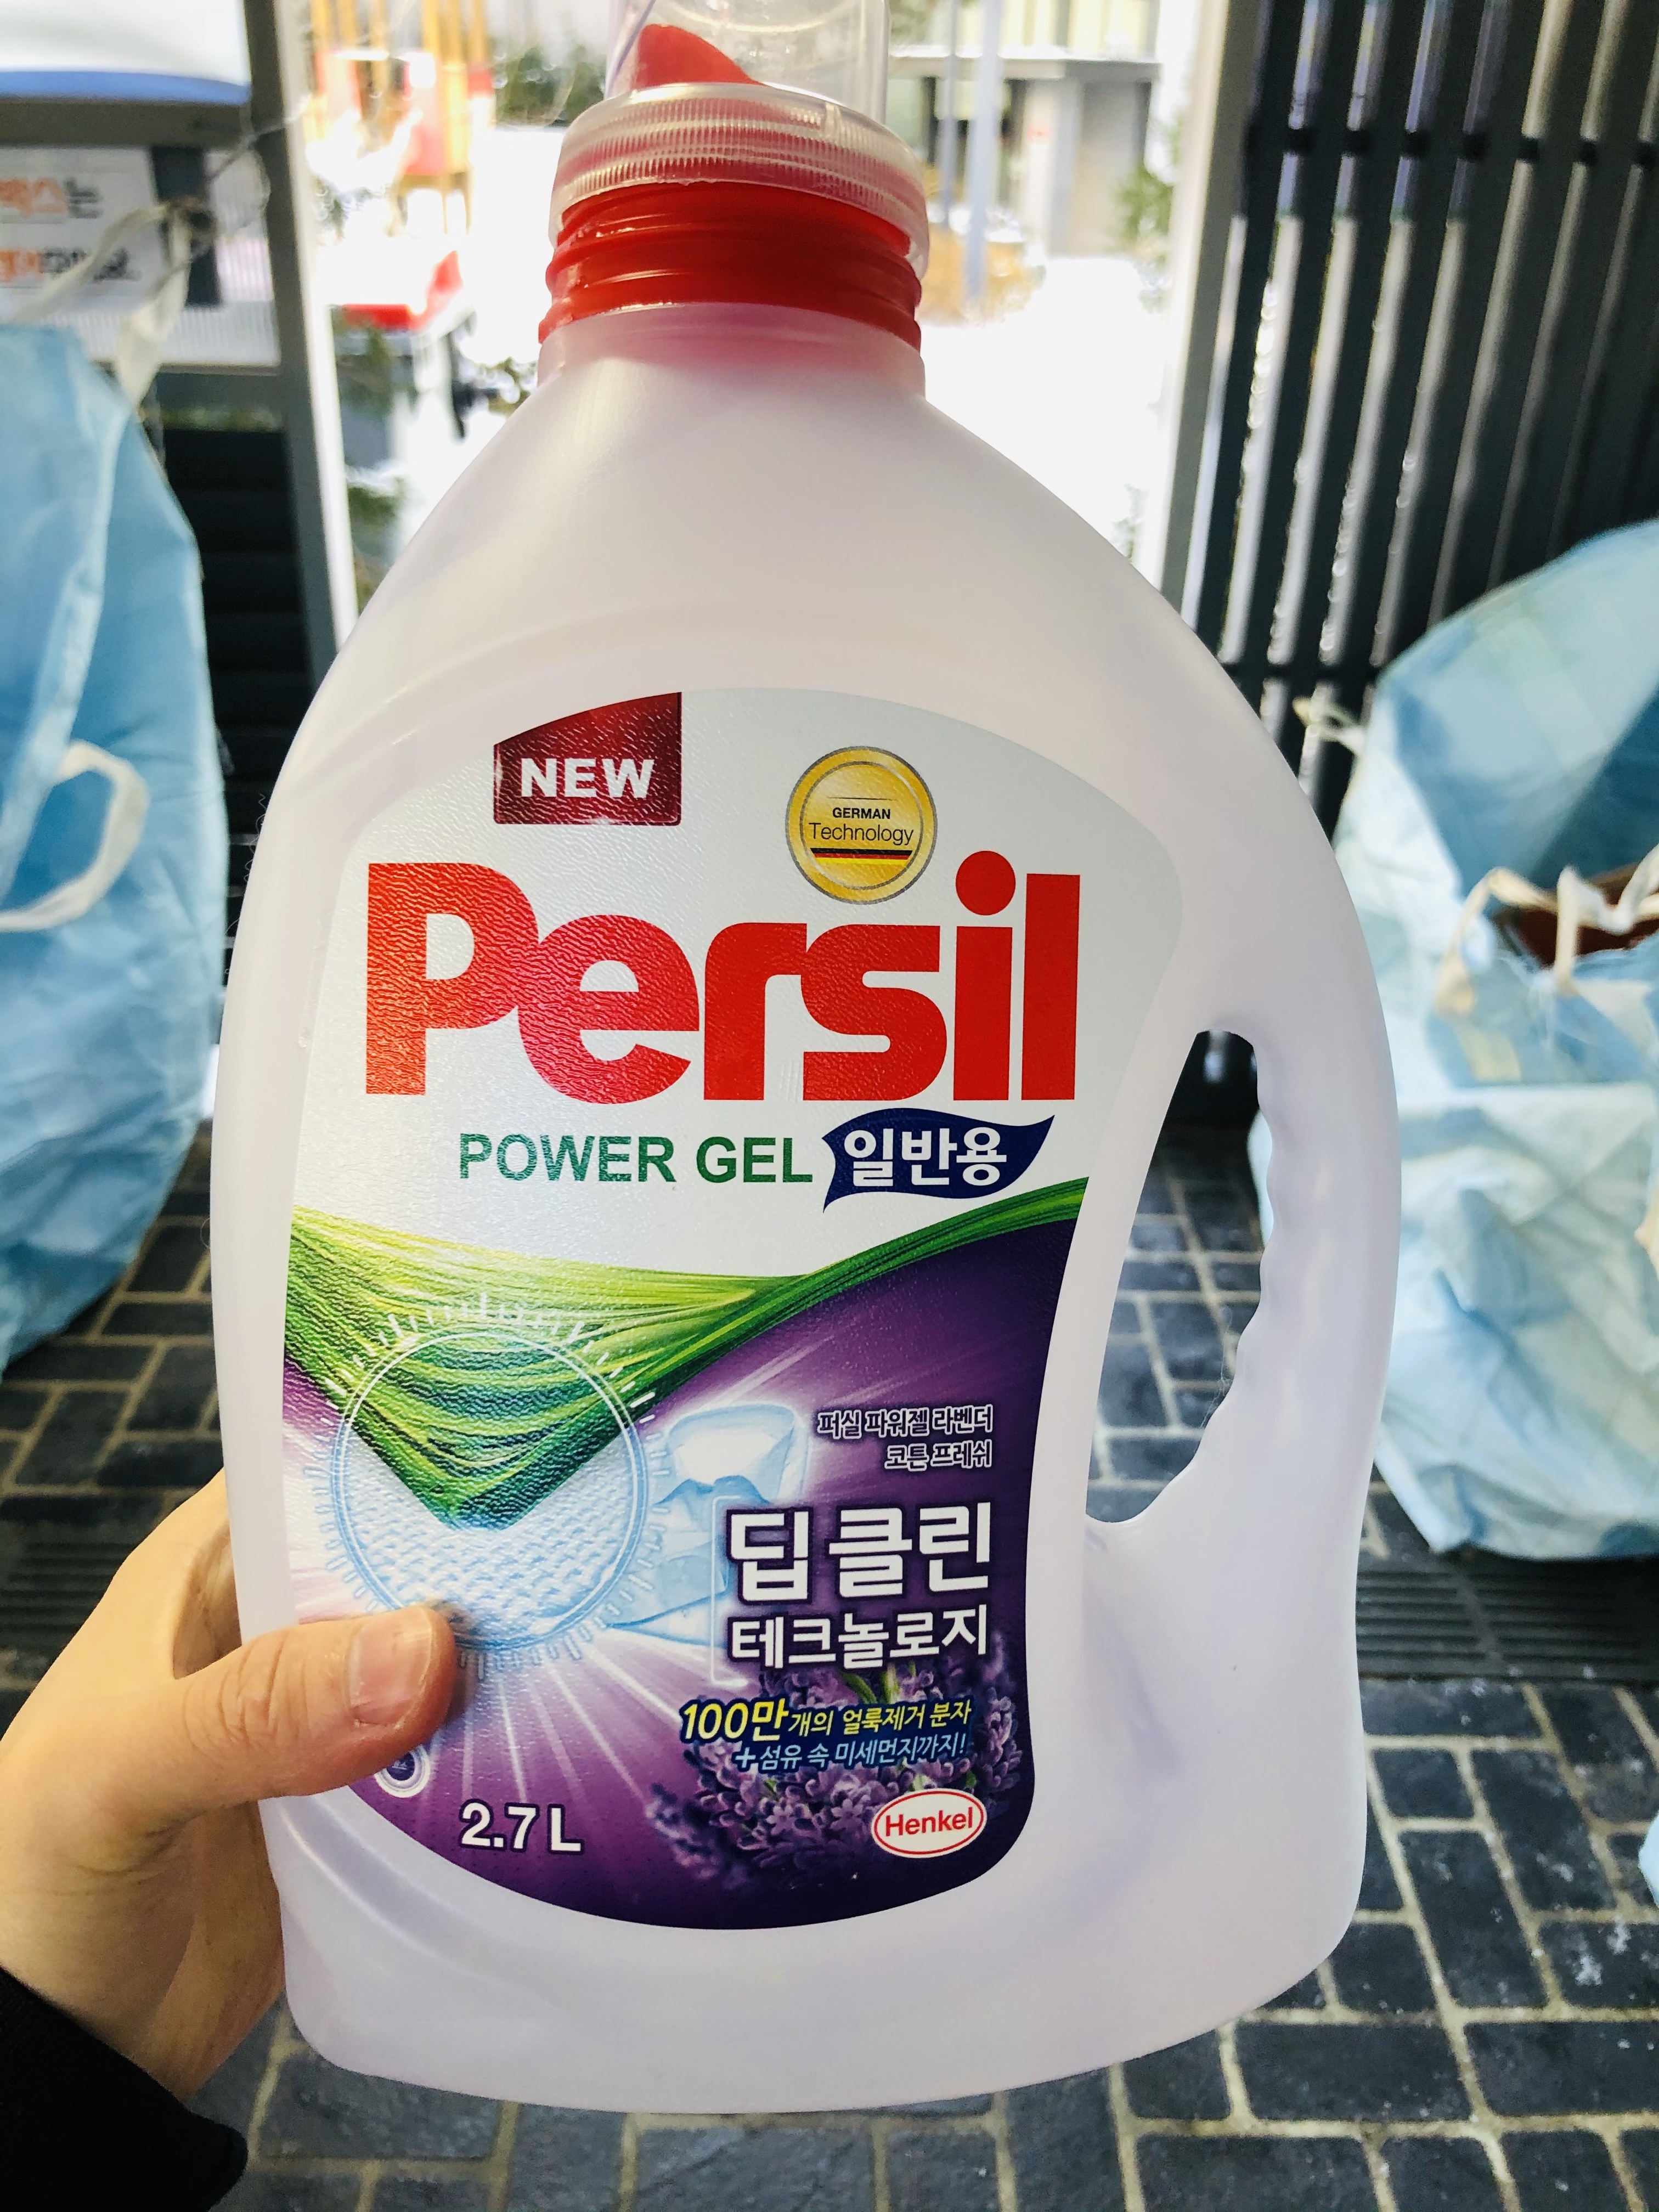 NEW
GERMAN
Technology
Persil
POWER GEL 일반용
퍼실 파워젤 라벤더
코튼 프레쉬
딥 클린
테크놀로지
100만개의 얼룩제거 분자
+섬유 속 미세먼지까지!
2.7 L
Henkel